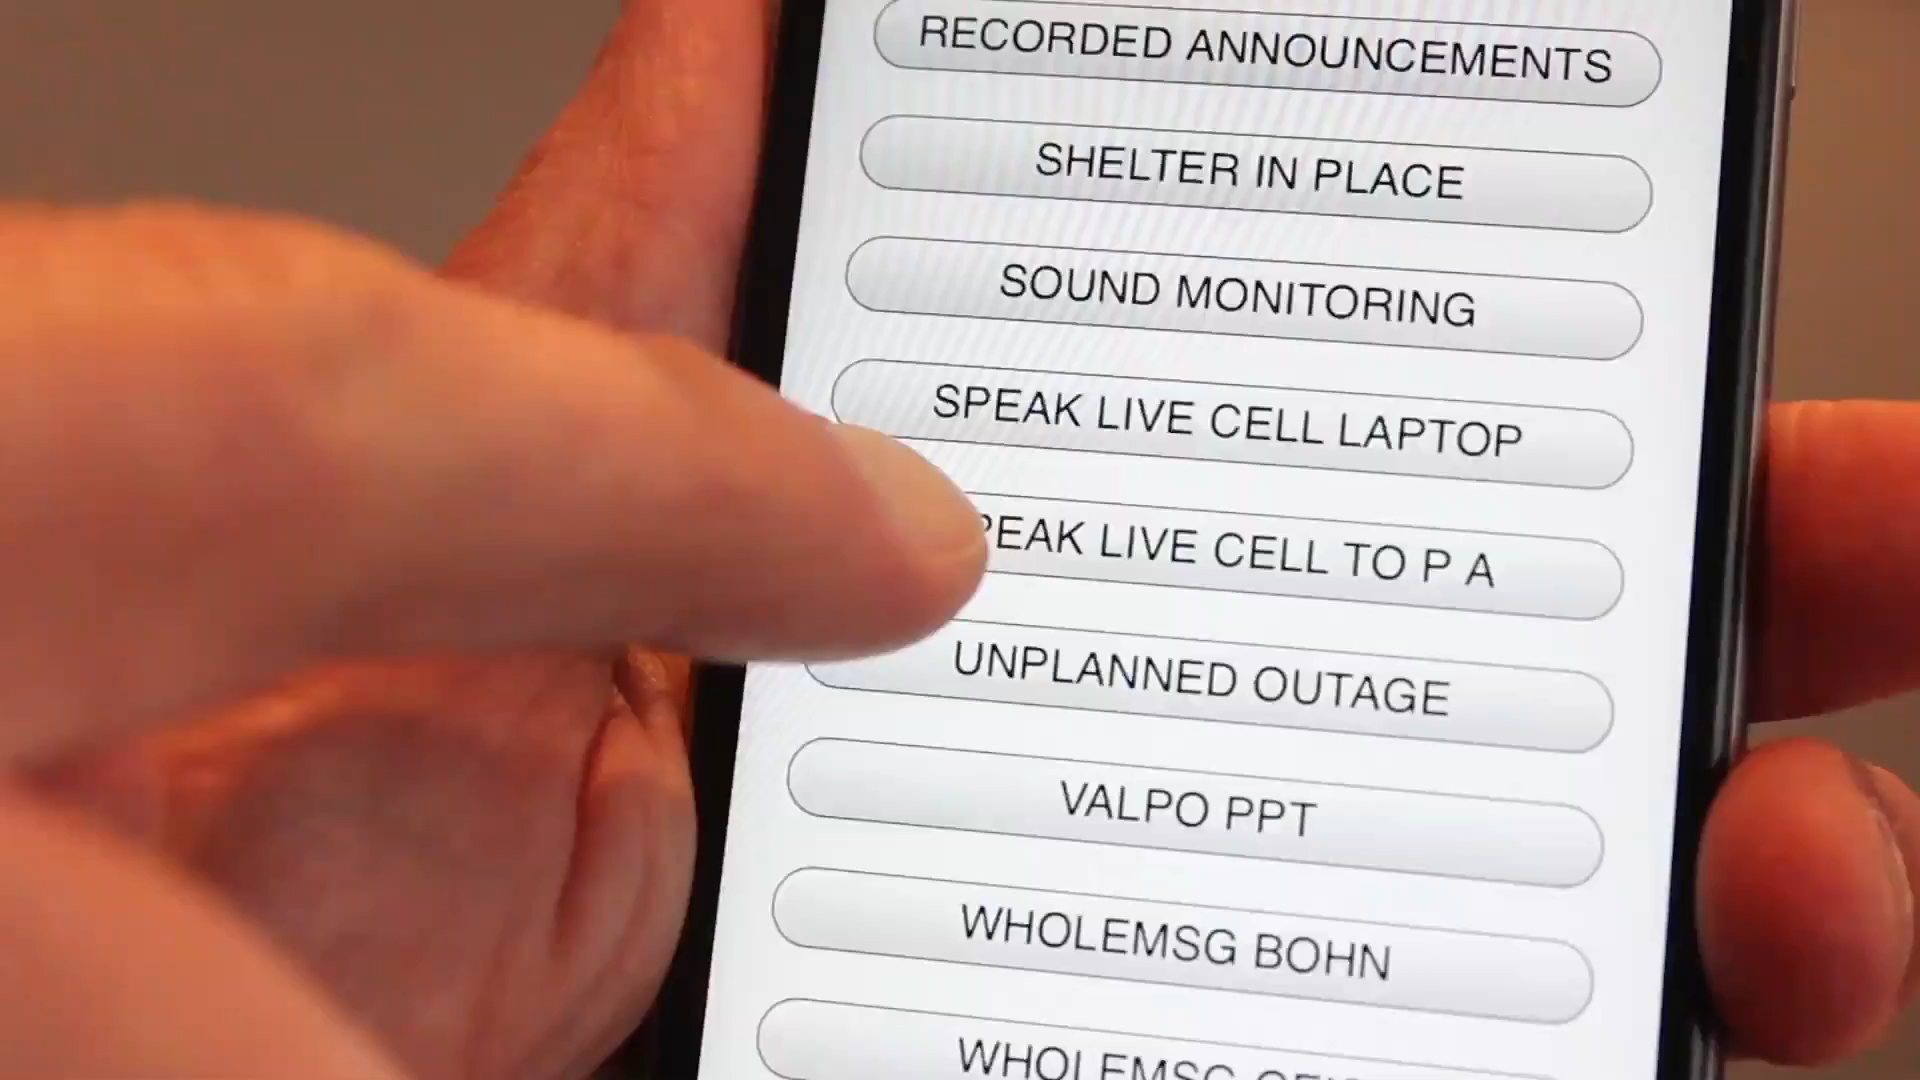 RECORDED ANNOUNCEMENTS
SHELTER IN PLACE
SOUND MONITORING
SPEAK LIVE CELL LAPTOP
PEAK LIVE CELL TO P A
UNPLANNED OUTAGE
VALPO PPT
WHOLEMSG BOHN
WHOLEMSG